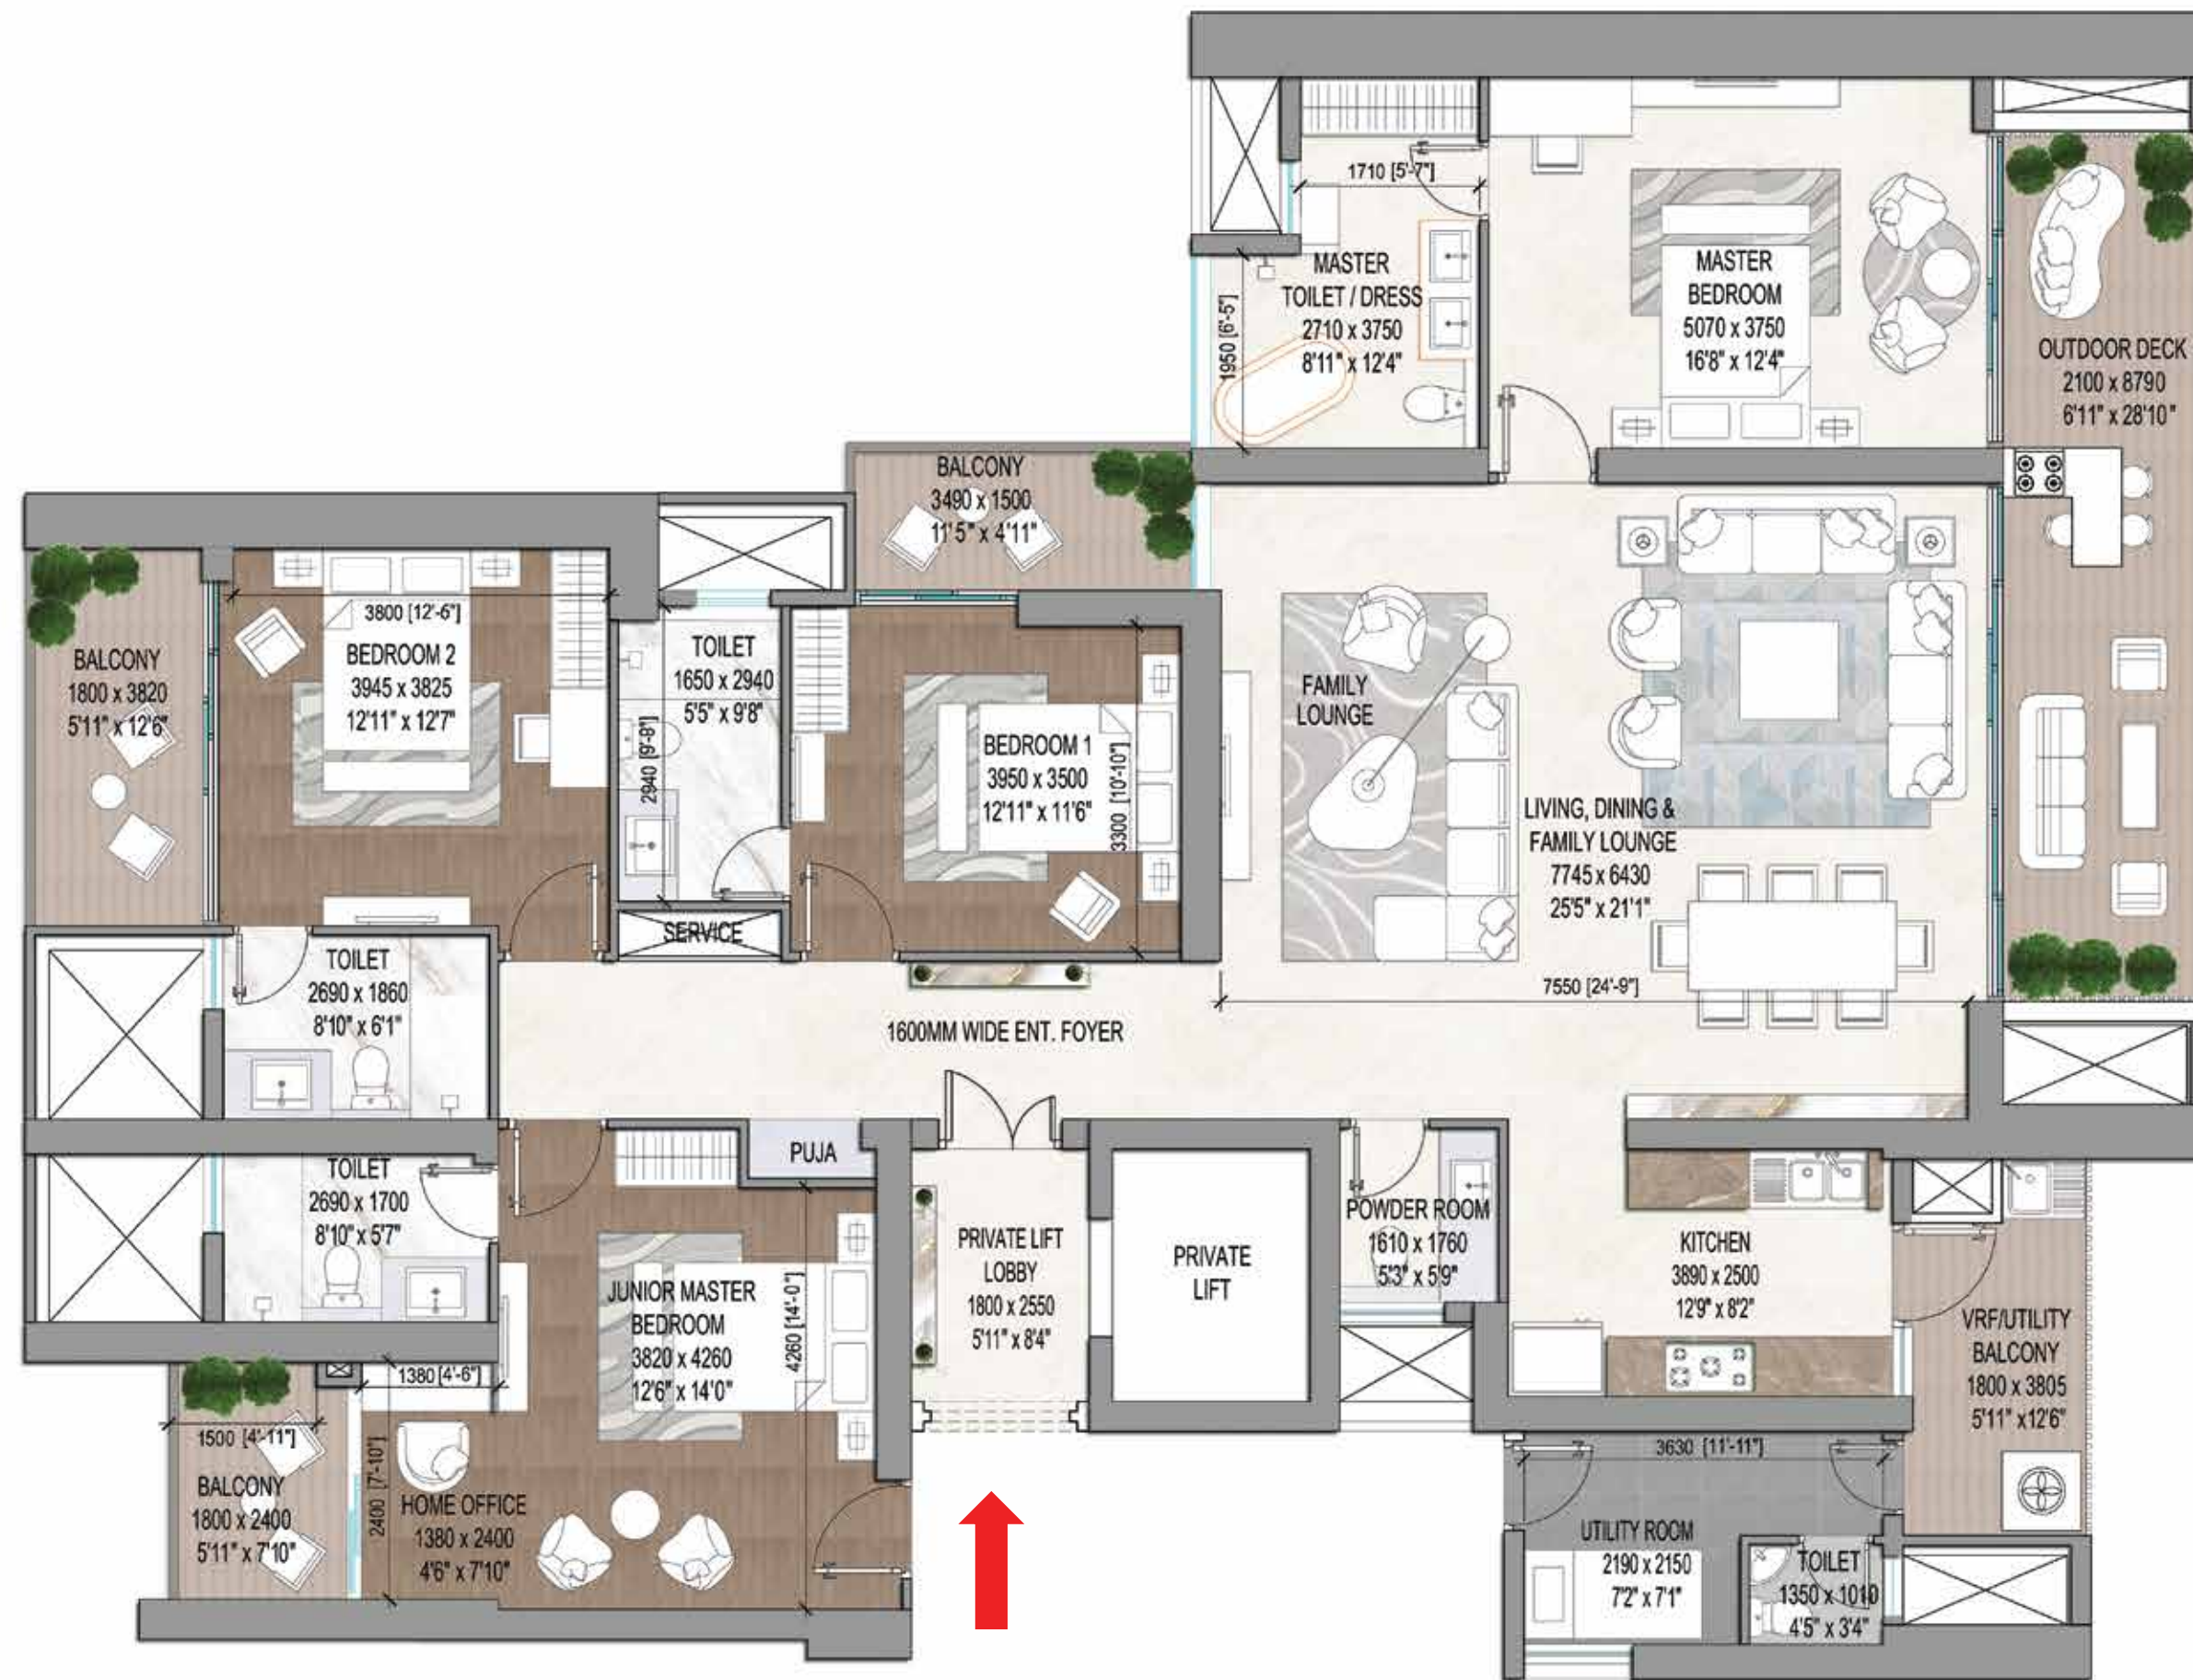 1710 [5'-7"]
MASTER
TOILET / DRESS
2710 x 3750
8'11" x 12'4"
1950 [6'-5"]
MASTER
BEDROOM
5070 x 3750
16'8" x 12'4"
OUTDOOR DECK
2100 x 8790
6'11" x 28'10"
BALCONY
3490 x 1500
11'5" x 4'11"
BALCONY
1800 x 3820
5'11" x 12'6"
3800 [12'-6"]
BEDROOM 2
3945 x 3825
12'11" x 12'7"
TOILET
1650 x 2940
5'5" x 9'8"
2940 [9'-8"]
BEDROOM 1
3950 x 3500
12'11" x 11'6"
3300 [10'-10"]
FAMILY
LOUNGE
LIVING, DINING &
FAMILY LOUNGE
7745 x 6430
25'5" x 21'1"
7550 [24'-9"]
SERVICE
TOILET
2690 x 1860
8'10" x 6'1"
1600MM WIDE ENT. FOYER
TOILET
2690 x 1700
8'10" x 5'7"
PUJA
JUNIOR MASTER
BEDROOM
3820 x 4260
12'6" x 14'0"
4260 [14'-0"]
PRIVATE LIFT
LOBBY
1800 x 2550
5'11" x 8'4"
PRIVATE
LIFT
POWDER ROOM
1610 x 1760
5'3" x 5'9"
KITCHEN
3890 x 2500
12'9" x 8'2"
VRF/UTILITY
BALCONY
1800 x 3805
5'11" x12'6"
1380 [4'-6"]
1500 [4'-11"]
BALCONY
1800 x 2400
5'11" x 7'10"
2400 [7'-10"]
HOME OFFICE
1380 x 2400
4'6" x 7'10"
3630 [11'-11"]
UTILITY ROOM
2190 x 2150
7'2" x 7'1"
TOILET
1350 x 1010
4'5" x 3'4"